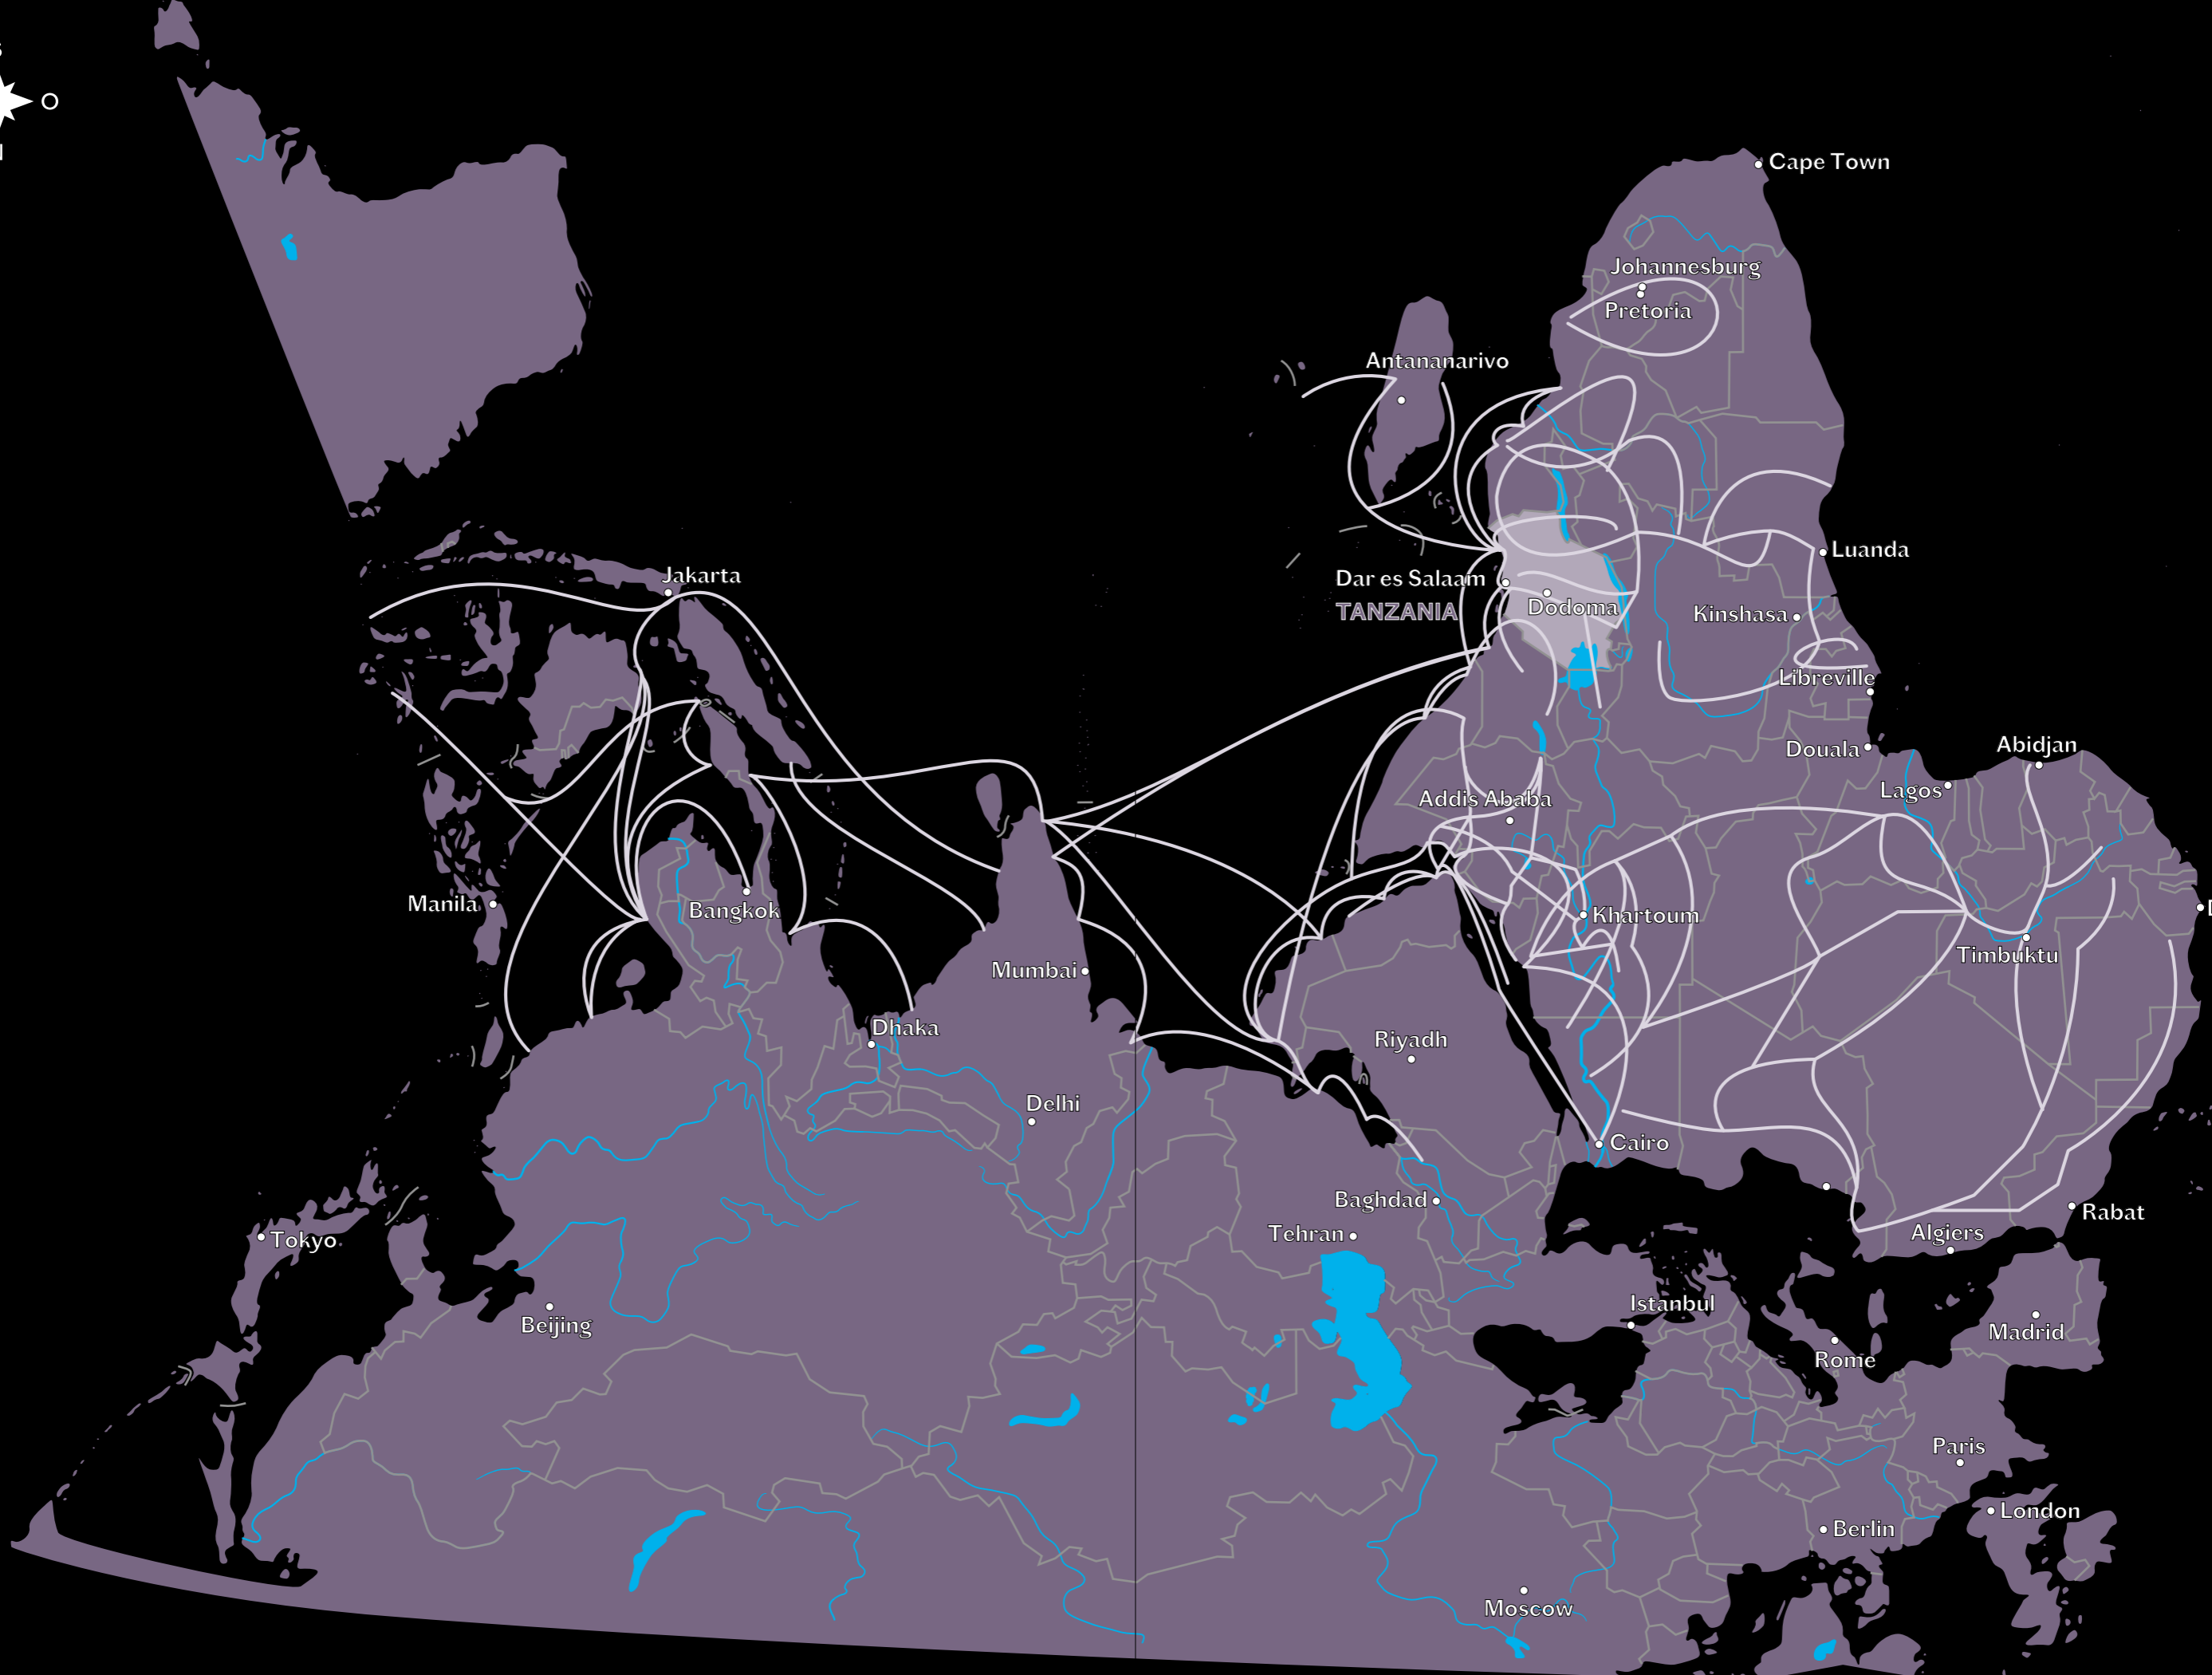 O
Cape Town
Johannesburg
Pretoria
Antananarivo
Luanda
Jakarta
Dar es Salaam
TANZANIA
Dodoma
Kinshasa
Libreville
Douala
Abidjan
Lagos
Addis Ababa
Manila
Bangkok
Khartoum
Timbuktu
Mumbai
Dhaka
Riyadh
Delhi
Cairo
Baghdad
Rabat
Tehran
Algiers
Tokyo
Istanbul
Beijing
Madrid
Rome
Paris
London
Berlin
Moscow